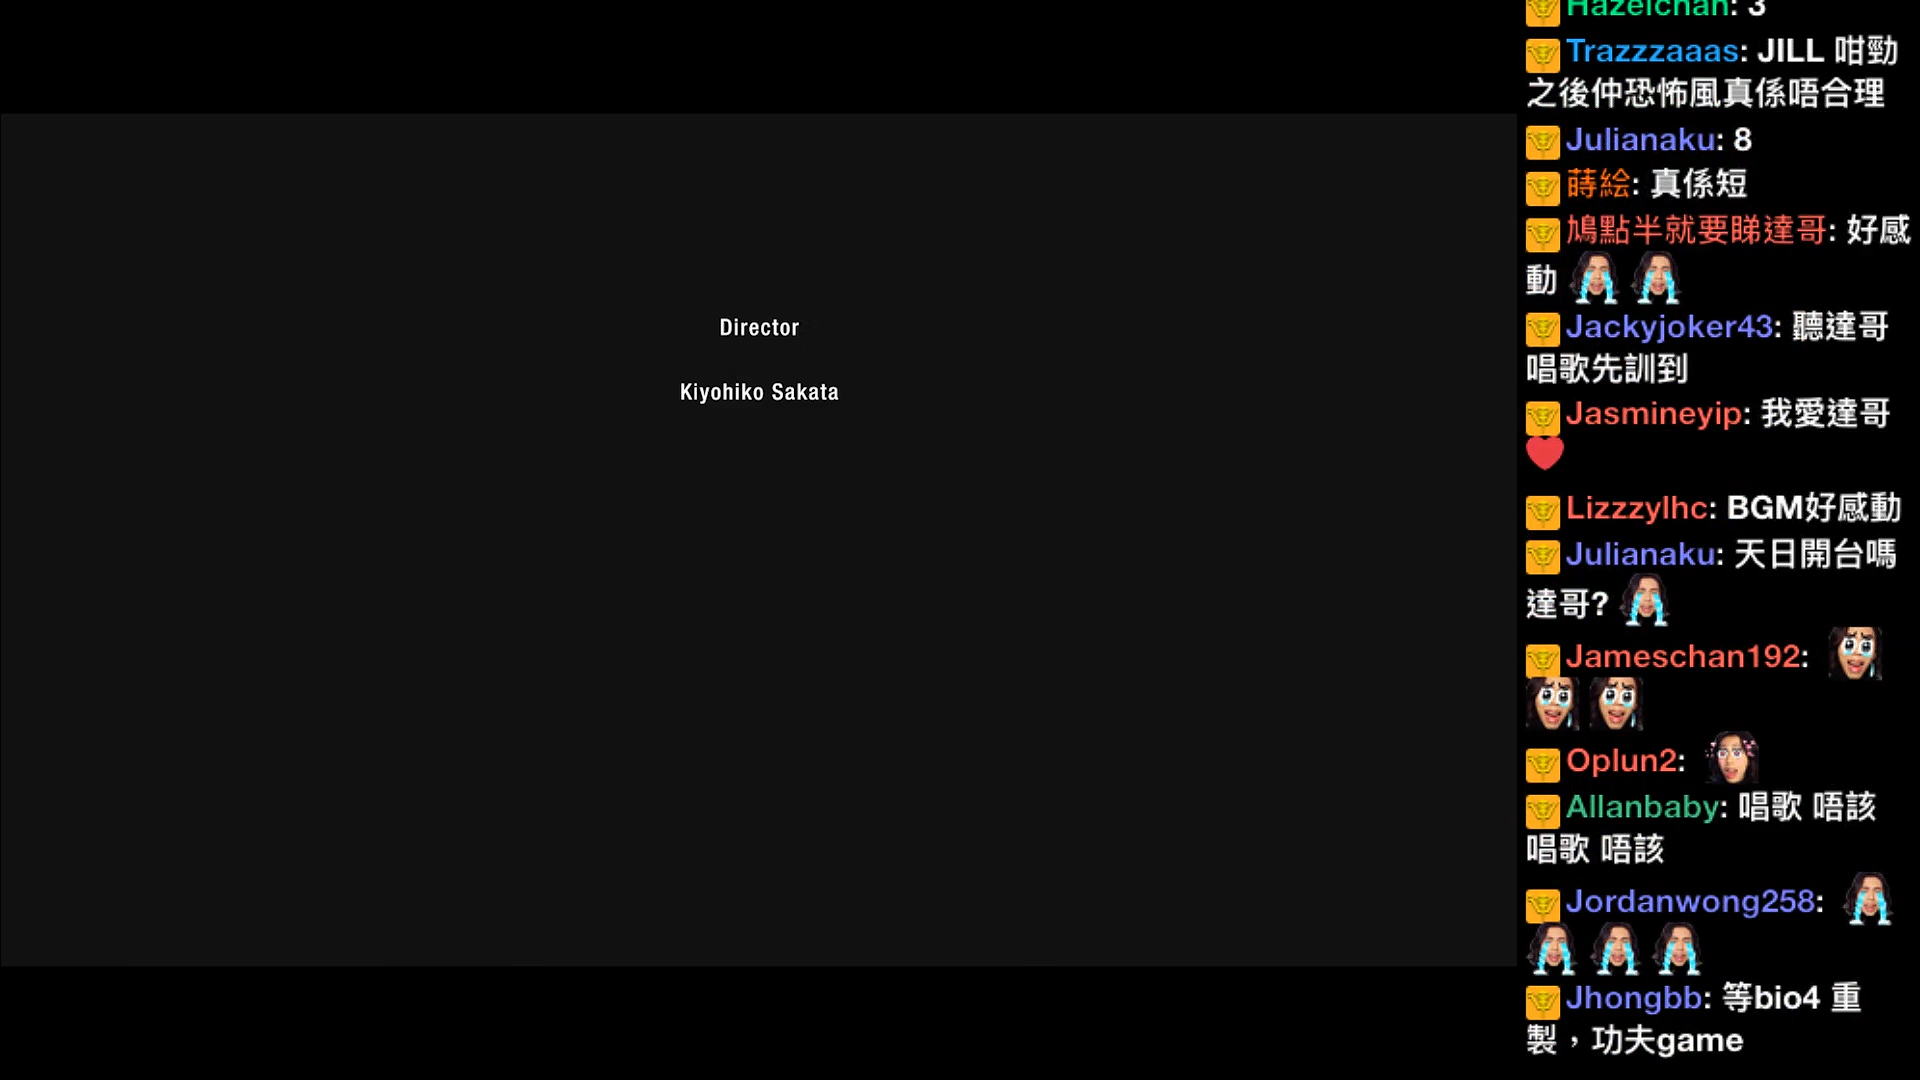 Director
Kiyohiko Sakata
Hazelchan: 3
Trazzzaaas: JILL 咁勁
之後仲恐怖風真係唔合理
Julianaku: 8
蒔絵: 真係短
鳩點半就要睇達哥: 好感
動
Jackyjoker43: 聽達哥
唱歌先訓到
Jasmineyip: 我愛達哥
Lizzzylhc: BGM好感動
Julianaku: 天日開台嗎
達哥?
Jameschan192:
Oplun2:
Allanbaby: 唱歌 唔該
唱歌 唔該
Jordanwong258:
Jhongbb: 等bio4 重
製，功夫game